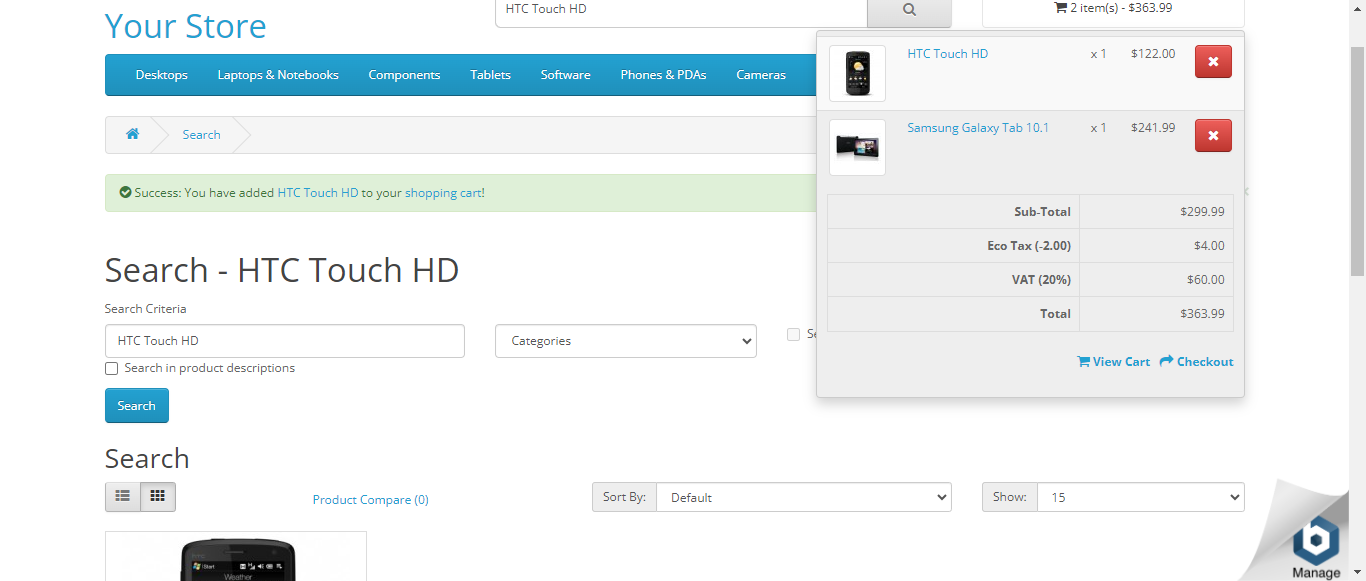 HTC Touch HD
2 item(s) - $363.99
Your Store
HTC Touch HD x 1 $122.00
Desktops Laptops & Notebooks Components Tablets Software Phones & PDAs Cameras
Samsung Galaxy Tab 10.1 x 1 $241.99
Search
Success: You have added HTC Touch HD to your shopping cart!
Sub-Total $299.99
Eco Tax (-2.00) $4.00
VAT (20%) $60.00
Total $363.99
View Cart Checkout
Search - HTC Touch HD
Search Criteria
HTC Touch HD Categories
Search in product descriptions
Search
Search
Product Compare (0) Sort By: Default Show: 15
Start
Weather
Manage